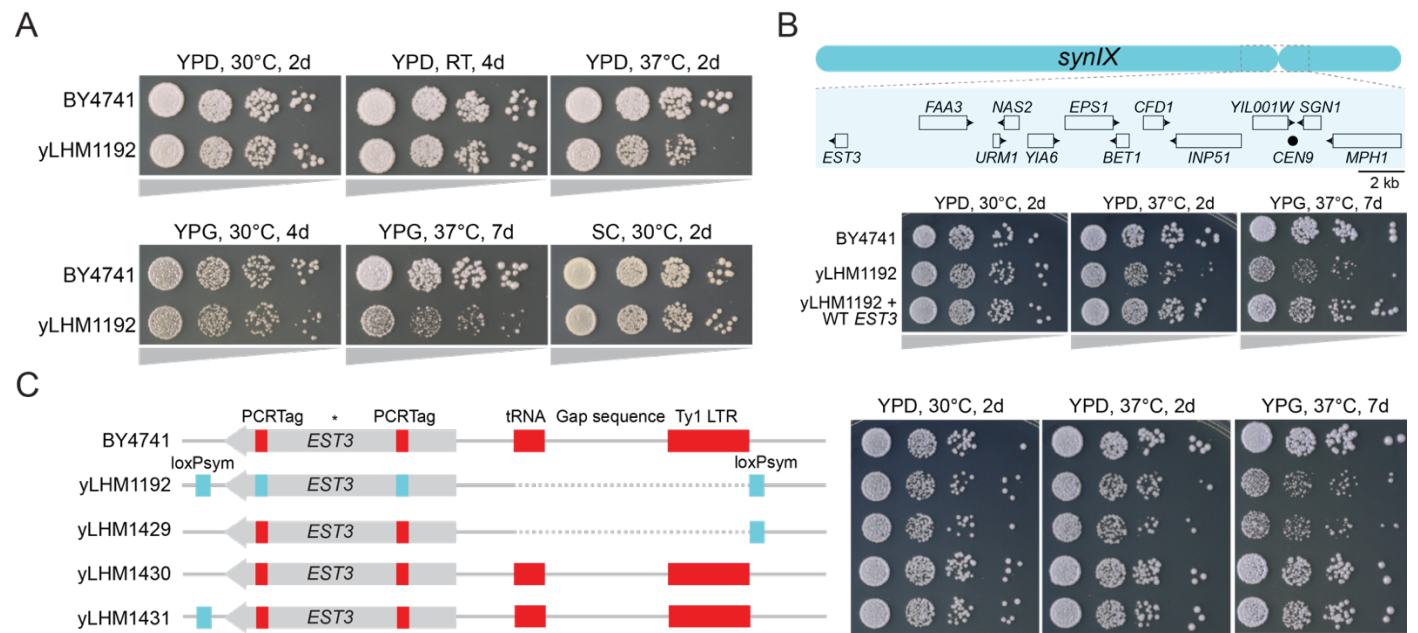 A
YPD, 30°C, 2d YPD, RT, 4d YPD, 37°C, 2d
BY4741
yLHM1192
YPG, 30°C, 4d YPG, 37°C, 7d SC, 30°C, 2d
BY4741
yLHM1192
B
synIX
FAA3 NAS2 EPS1 CFD1 YIL001W SGN1
EST3 URM1 YIA6 BET1 INP51 CEN9 MPH1
2 kb
YPD, 30°C, 2d YPD, 37°C, 2d YPG, 37°C, 7d
BY4741
yLHM1192
yLHM1192 +
WT EST3
C
PCRTag * PCRTag tRNA Gap sequence Ty1 LTR
BY4741 EST3
loxPsym loxPsym
yLHM1192 EST3
yLHM1429 EST3
yLHM1430 EST3
yLHM1431 EST3
YPD, 30°C, 2d YPD, 37°C, 2d YPG, 37°C, 7d